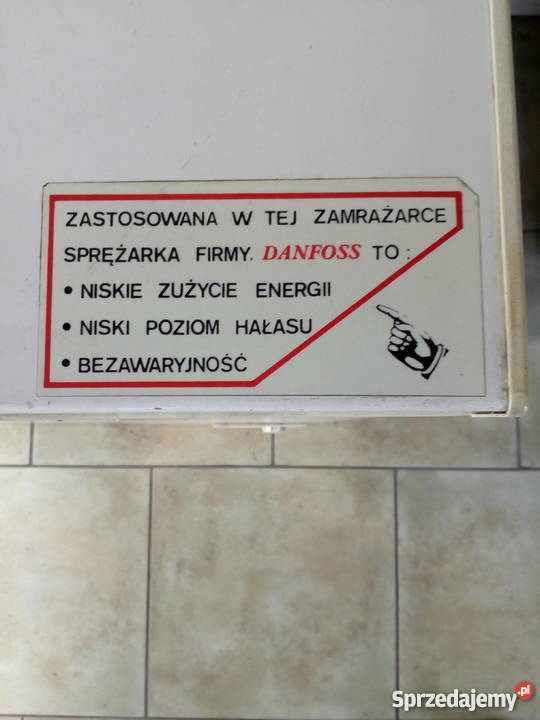 ZASTOSOWANA W TEJ ZAMRAŻARCE
SPRĘŻARKA FIRMY. DANFOSS TO :
• NISKIE ZUŻYCIE ENERGII
• NISKI POZIOM HAŁASU
• BEZAWARYJNOŚĆ
Sprzedajemy.pl